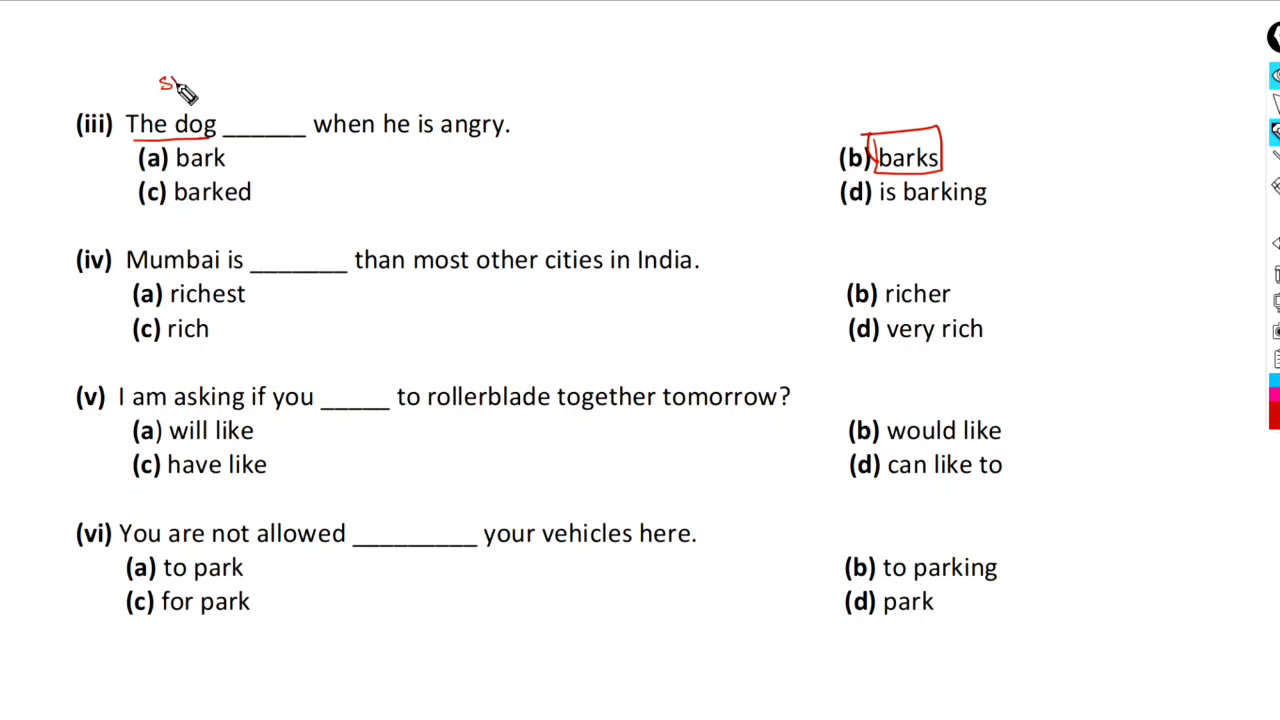 (iii) The dog ______ when he is angry.
(a) bark (b) barks
(c) barked (d) is barking
(iv) Mumbai is _______ than most other cities in India.
(a) richest (b) richer
(c) rich (d) very rich
(v) I am asking if you _____ to rollerblade together tomorrow?
(a) will like (b) would like
(c) have like (d) can like to
(vi) You are not allowed _________ your vehicles here.
(a) to park (b) to parking
(c) for park (d) park